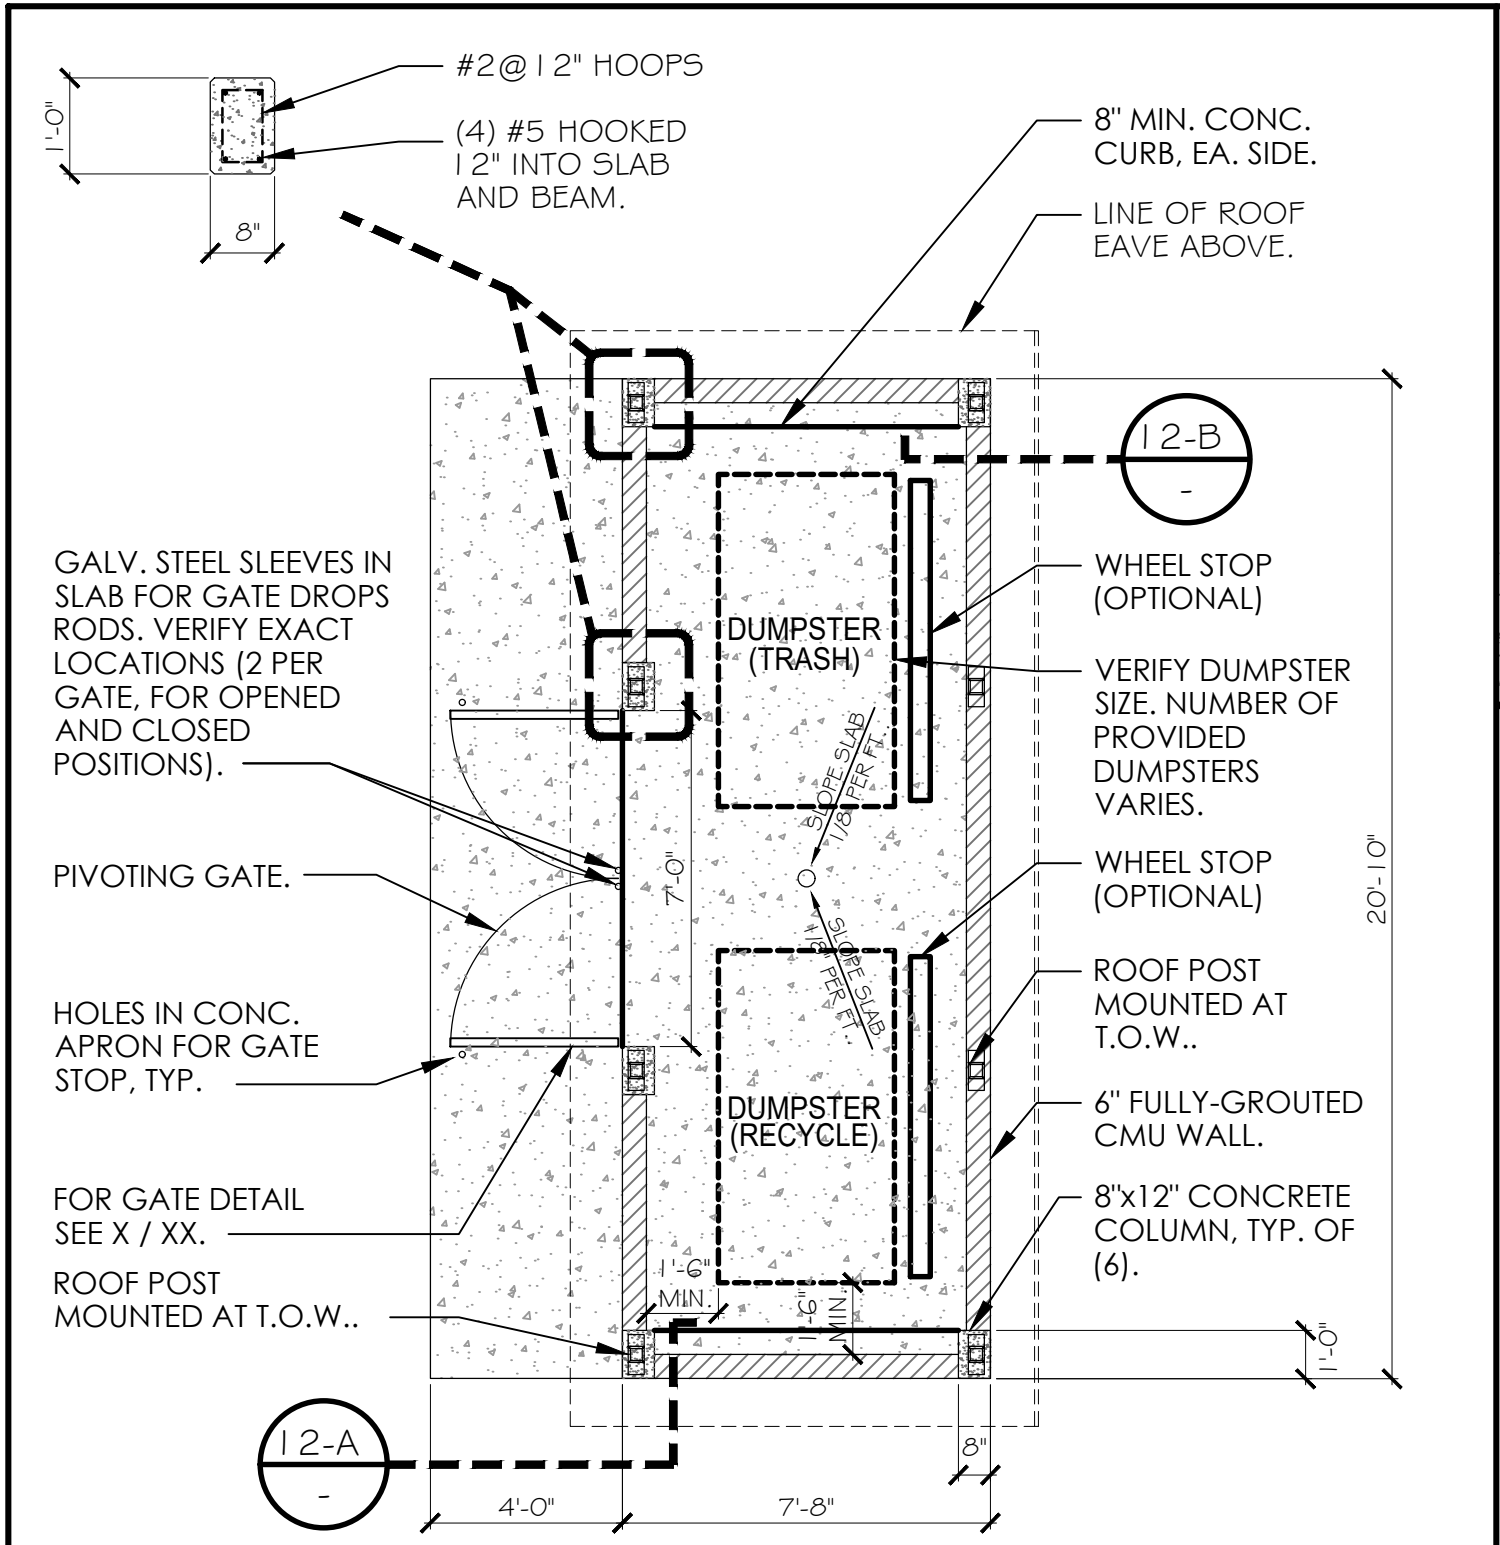 #2@12" HOOPS
(4) #5 HOOKED
12" INTO SLAB
AND BEAM.
1'-0"
8"
8" MIN. CONC.
CURB, EA. SIDE.
LINE OF ROOF
EAVE ABOVE.
12-B
-
GALV. STEEL SLEEVES IN
SLAB FOR GATE DROPS
RODS. VERIFY EXACT
LOCATIONS (2 PER
GATE, FOR OPENED
AND CLOSED
POSITIONS).
PIVOTING GATE.
HOLES IN CONC.
APRON FOR GATE
STOP, TYP.
FOR GATE DETAIL
SEE X / XX.
ROOF POST
MOUNTED AT T.O.W..
DUMPSTER
(TRASH)
SLOPE SLAB
1/8" PER FT.
7'-0"
SLOPE SLAB
1/8" PER FT.
DUMPSTER
(RECYCLE)
1'-6"
MIN.
1'-6"
MIN.
WHEEL STOP
(OPTIONAL)
VERIFY DUMPSTER
SIZE. NUMBER OF
PROVIDED
DUMPSTERS
VARIES.
WHEEL STOP
(OPTIONAL)
ROOF POST
MOUNTED AT
T.O.W..
6" FULLY-GROUTED
CMU WALL.
8"x12" CONCRETE
COLUMN, TYP. OF
(6).
20'-10"
1'-0"
12-A
-
8"
4'-0"
7'-8"